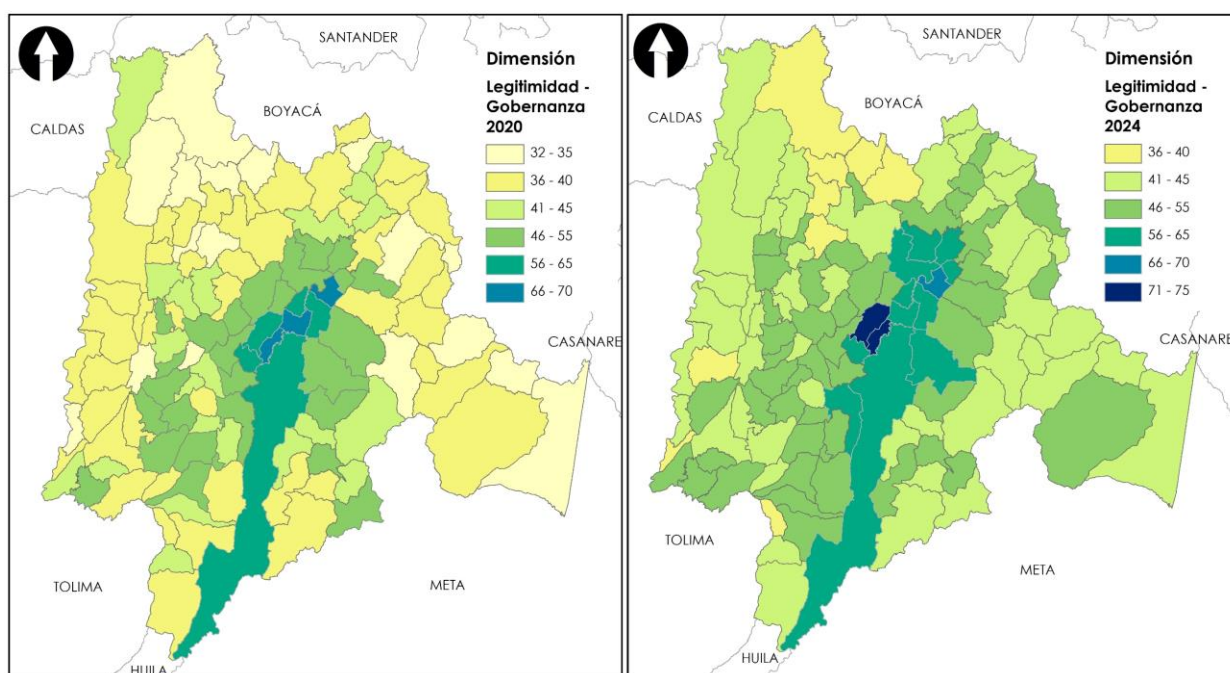 SANTANDER
Dimensión
Legitimidad -
Gobernanza
2020
32 - 35
36 - 40
41 - 45
46 - 55
56 - 65
66 - 70
BOYACÁ
CALDAS
CASANARE
TOLIMA
META
HUILA
SANTANDER
Dimensión
Legitimidad -
Gobernanza
2024
36 - 40
41 - 45
46 - 55
56 - 65
66 - 70
71 - 75
BOYACÁ
CALDAS
CASANARE
TOLIMA
META
HUILA